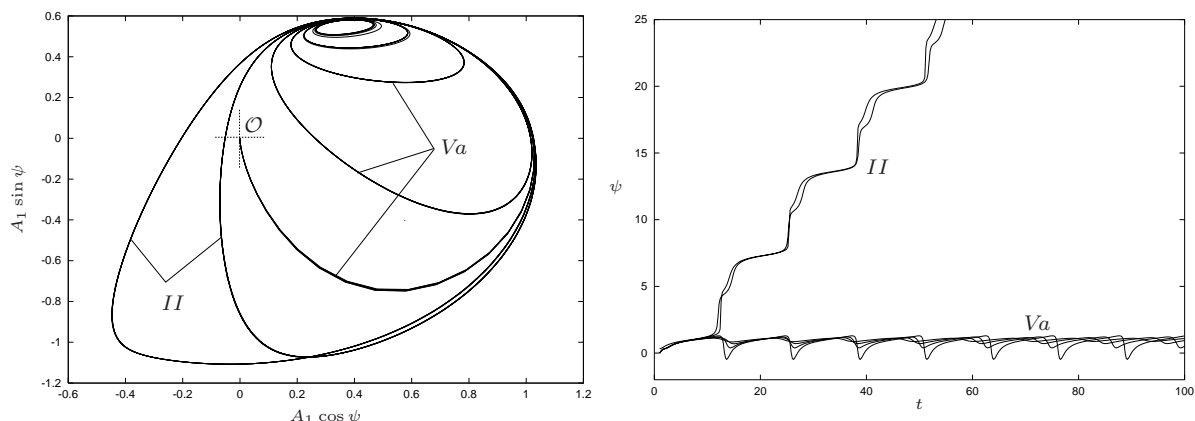 0.6
0.4
0.2
0
-0.2
-0.4
-0.6
-0.8
-1
-1.2
-0.6 -0.4 -0.2 0 0.2 0.4 0.6 0.8 1 1.2
A₁ sin ψ
A₁ cos ψ
𝒪
Va
II
25
20
15
10
5
0
0 20 40 60 80 100
ψ
t
II
Va